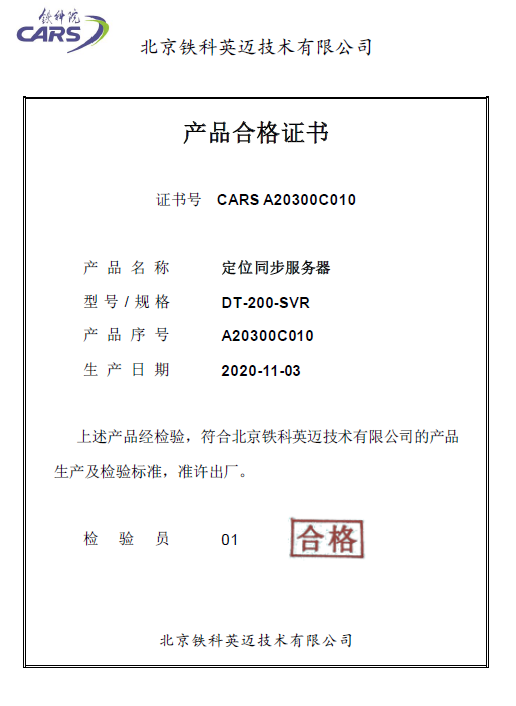 铁科院
CARS
北京铁科英迈技术有限公司
产品合格证书
证书号 CARS A20300C010
产品名称 定位同步服务器
型号/规格 DT-200-SVR
产品序号 A20300C010
生产日期 2020-11-03
上述产品经检验，符合北京铁科英迈技术有限公司的产品
生产及检验标准，准许出厂。
检验员 01
合格
北京铁科英迈技术有限公司